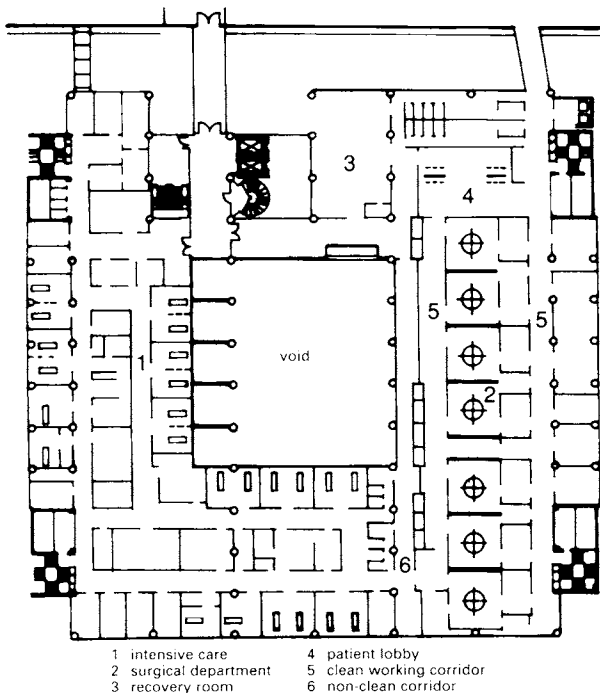 3
4
5
5
void
1
2
6
1 intensive care
2 surgical department
3 recovery room
4 patient lobby
5 clean working corridor
6 non-clean corridor